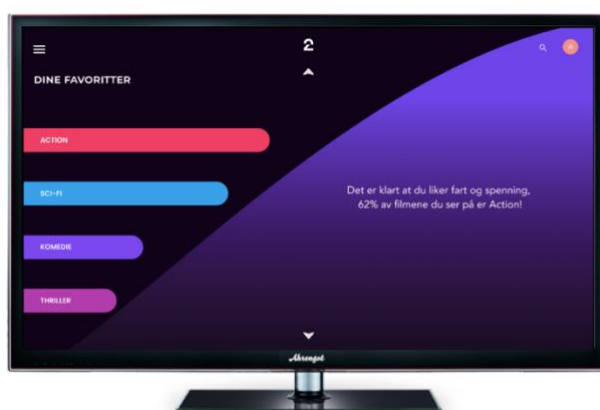 2
A
DINE FAVORITTER
ACTION
SCI-FI
KOMEDIE
THRILLER
Det er klart at du liker fart og spenning,
62% av filmene du ser på er Action!
Ahrengot